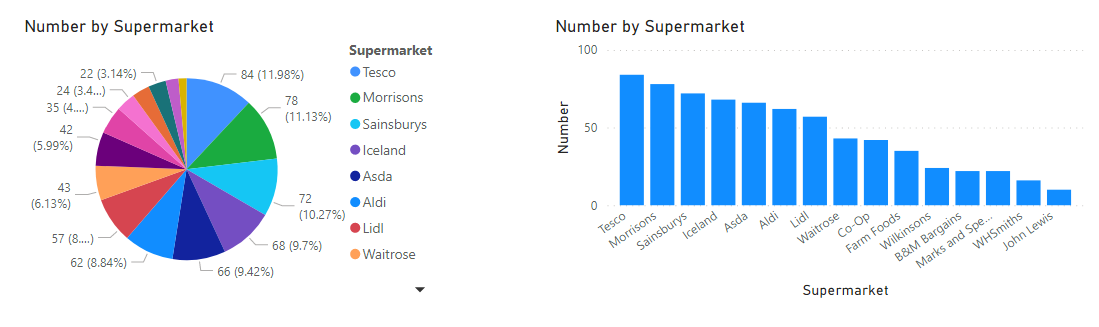 Number by Supermarket
Supermarket
Tesco
Morrisons
Sainsburys
Iceland
Asda
Aldi
Lidl
Waitrose
84 (11.98%)
78
(11.13%)
72
(10.27%)
68 (9.7%)
66 (9.42%)
62 (8.84%)
57 (8....)
43
(6.13%)
42
(5.99%)
35 (4....)
24 (3.4...)
22 (3.14%)
Number by Supermarket
Number
100
50
0
Tesco
Morrisons
Sainsburys
Iceland
Asda
Aldi
Lidl
Waitrose
Co-Op
Farm Foods
Wilkinsons
B&M Bargains
Marks and Spe...
WHSmiths
John Lewis
Supermarket